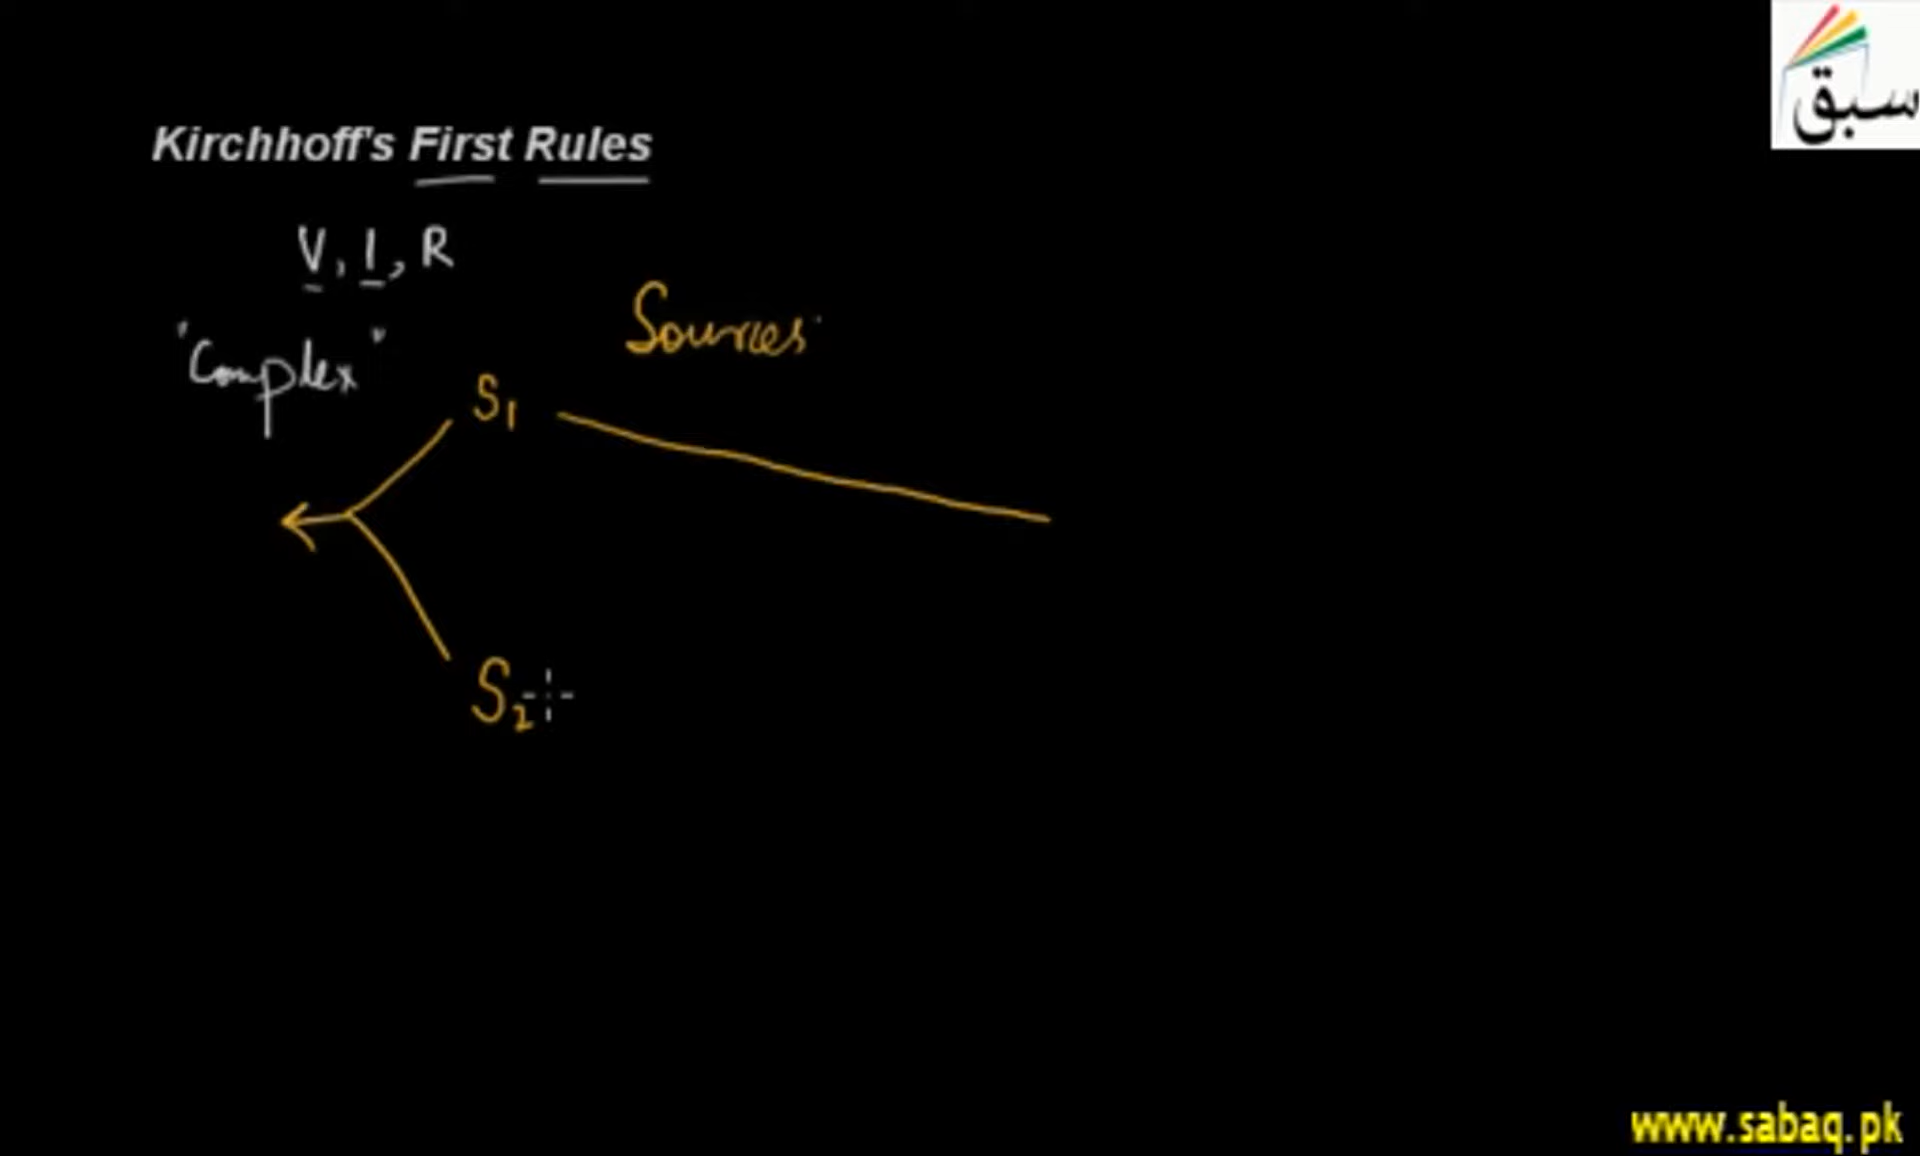 سبق
Kirchhoff's First Rules
V, I, R
Sources
"Complex"
S1
S2
www.sabaq.pk